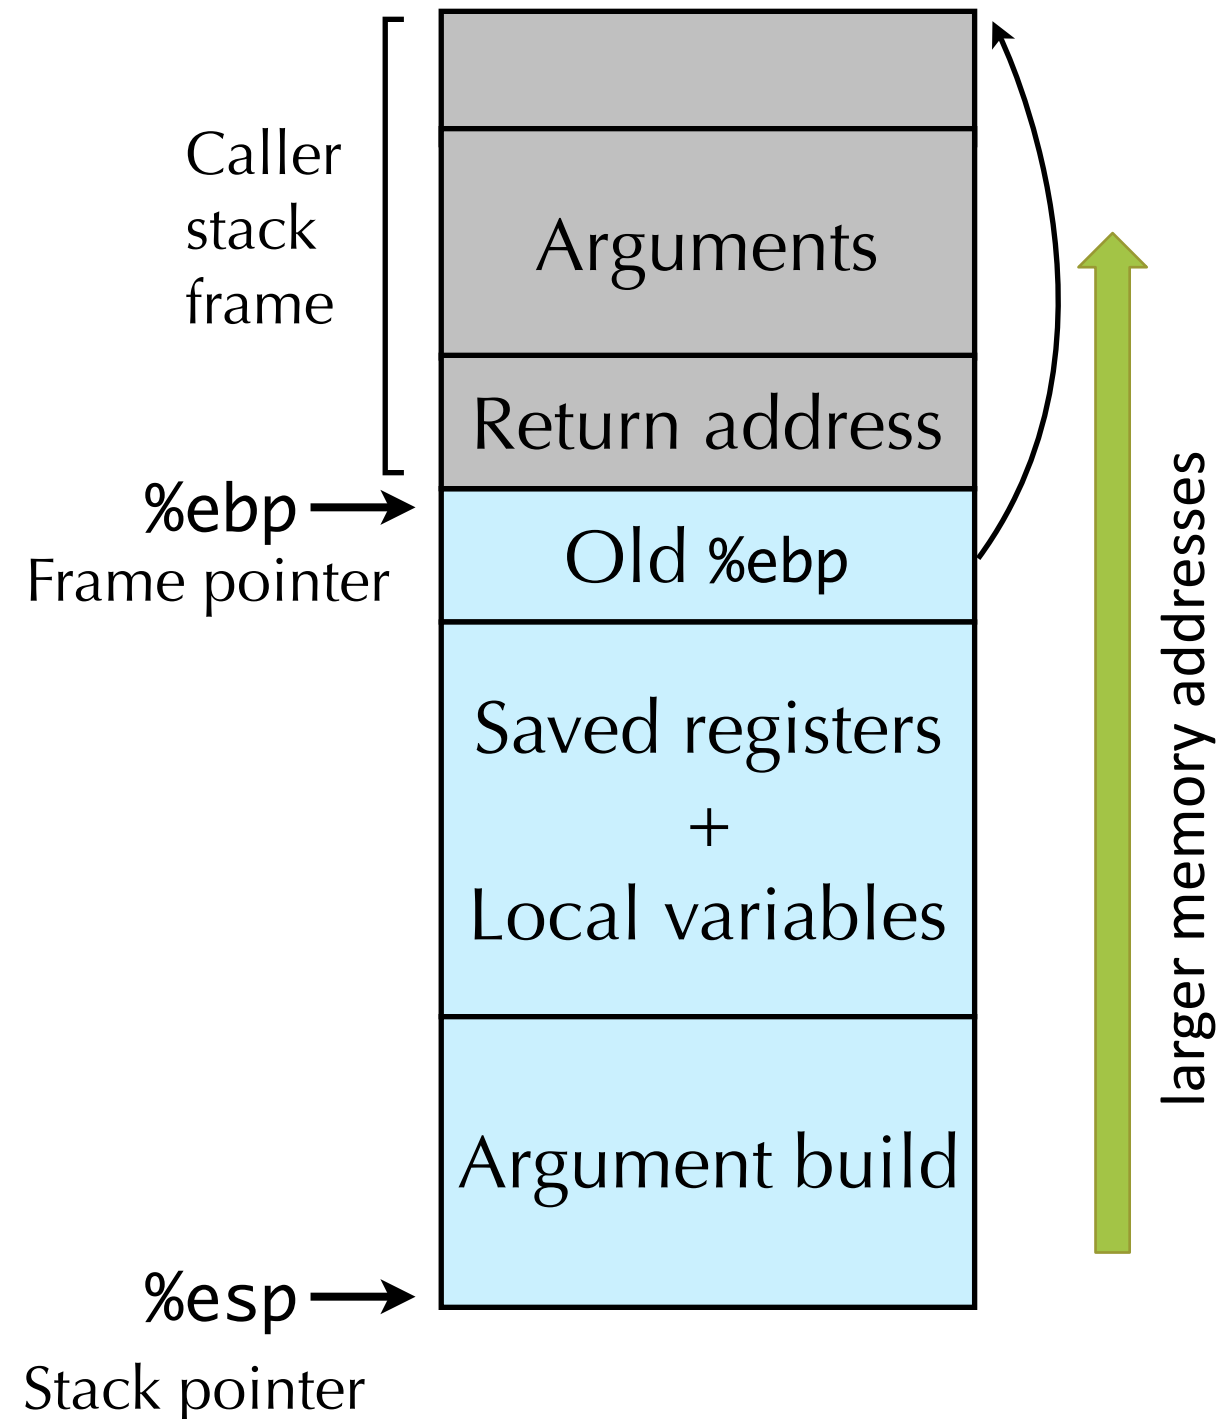 Caller
stack
frame
Arguments
Return address
%ebp
Frame pointer
Old %ebp
Saved registers
+
Local variables
Argument build
%esp
Stack pointer
larger memory addresses